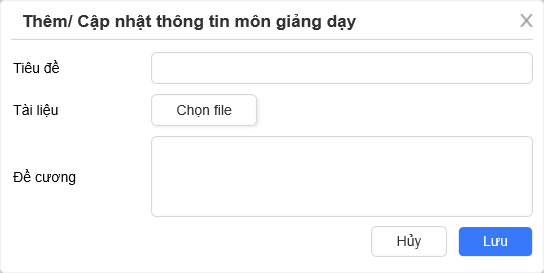 Thêm/ Cập nhật thông tin môn giảng dạy
X
Tiêu đề
Tài liệu
Chọn file
Đề cương
Hủy
Lưu